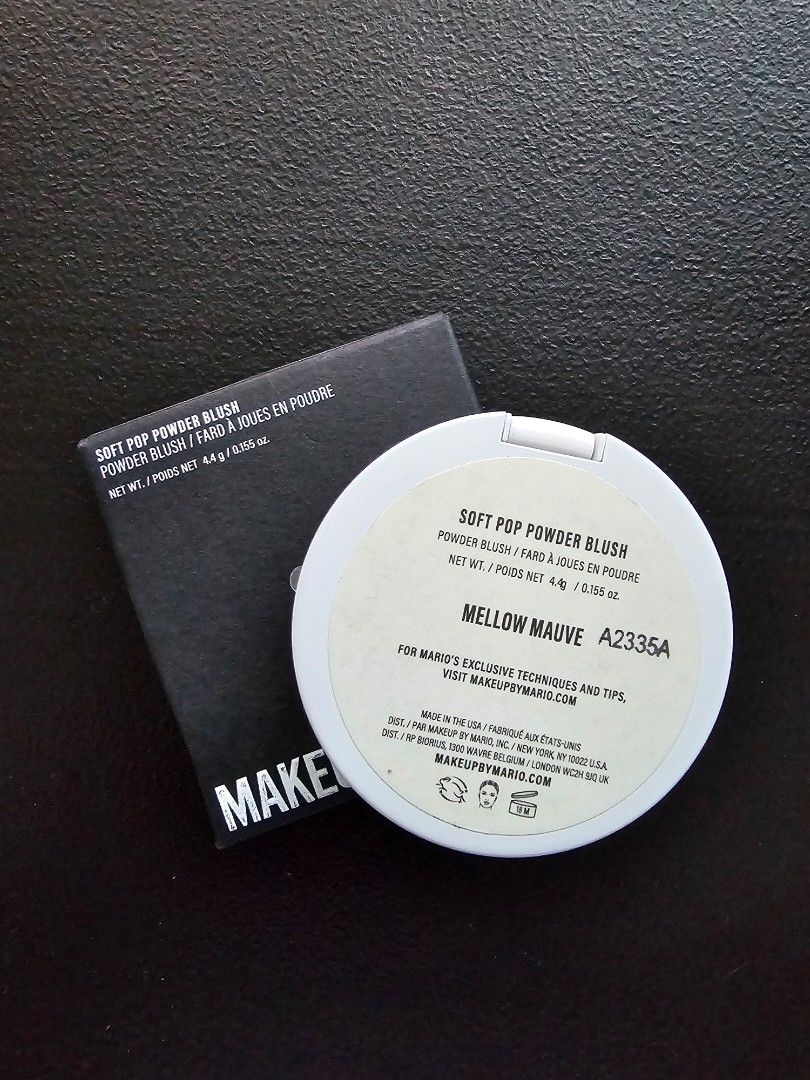 SOFT POP POWDER BLUSH
POWDER BLUSH / FARD À JOUES EN POUDRE
NET WT. / POIDS NET 4.4 g / 0.155 oz.
MAKEU
SOFT POP POWDER BLUSH
POWDER BLUSH / FARD À JOUES EN POUDRE
NET WT. / POIDS NET 4.4g / 0.155 oz.
MELLOW MAUVE A2335A
FOR MARIO'S EXCLUSIVE TECHNIQUES AND TIPS,
VISIT MAKEUPBYMARIO.COM
MADE IN THE USA / FABRIQUÉ AUX ÉTATS-UNIS
DIST. / PAR MAKEUP BY MARIO, INC. / NEW YORK, NY 10022 U.S.A.
DIST. / RP BIORIUS, 1300 WAVRE BELGIUM / LONDON WC2H 9JQ UK
MAKEUPBYMARIO.COM
18 M